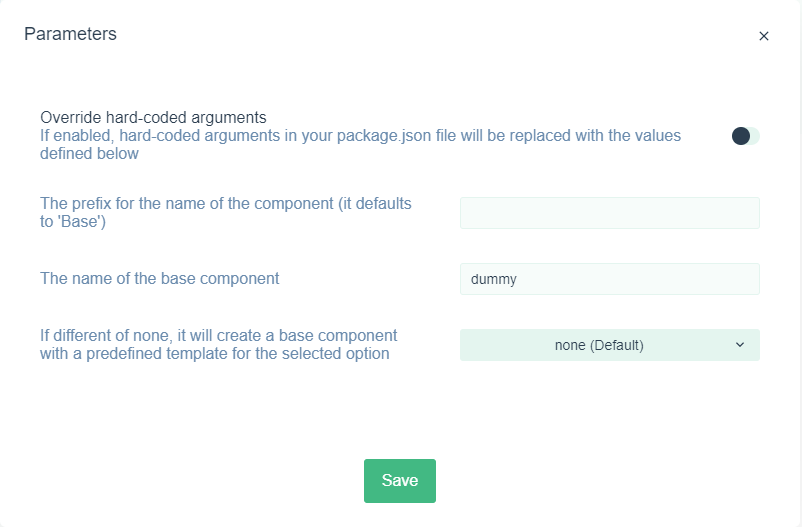 Parameters
×
Override hard-coded arguments
If enabled, hard-coded arguments in your package.json file will be replaced with the values
defined below
The prefix for the name of the component (it defaults
to 'Base')
The name of the base component
dummy
If different of none, it will create a base component
with a predefined template for the selected option
none (Default)
Save